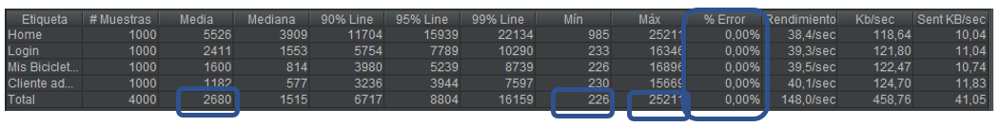 Etiqueta # Muestras Media Mediana 90% Line 95% Line 99% Line Mín Máx % Error Rendimiento Kb/sec Sent KB/sec
Home 1000 5526 3909 11704 15939 22134 985 25211 0,00% 38,4/sec 118,64 10,04
Login 1000 2411 1553 5754 7789 10290 233 16346 0,00% 39,3/sec 121,80 11,04
Mis Biciclet... 1000 1600 814 3980 5239 8739 226 16896 0,00% 39,5/sec 122,47 10,74
Cliente ad... 1000 1182 577 3236 3944 7597 230 15669 0,00% 40,1/sec 124,70 11,83
Total 4000 2680 1515 6717 8804 16159 226 25211 0,00% 148,0/sec 458,76 41,05